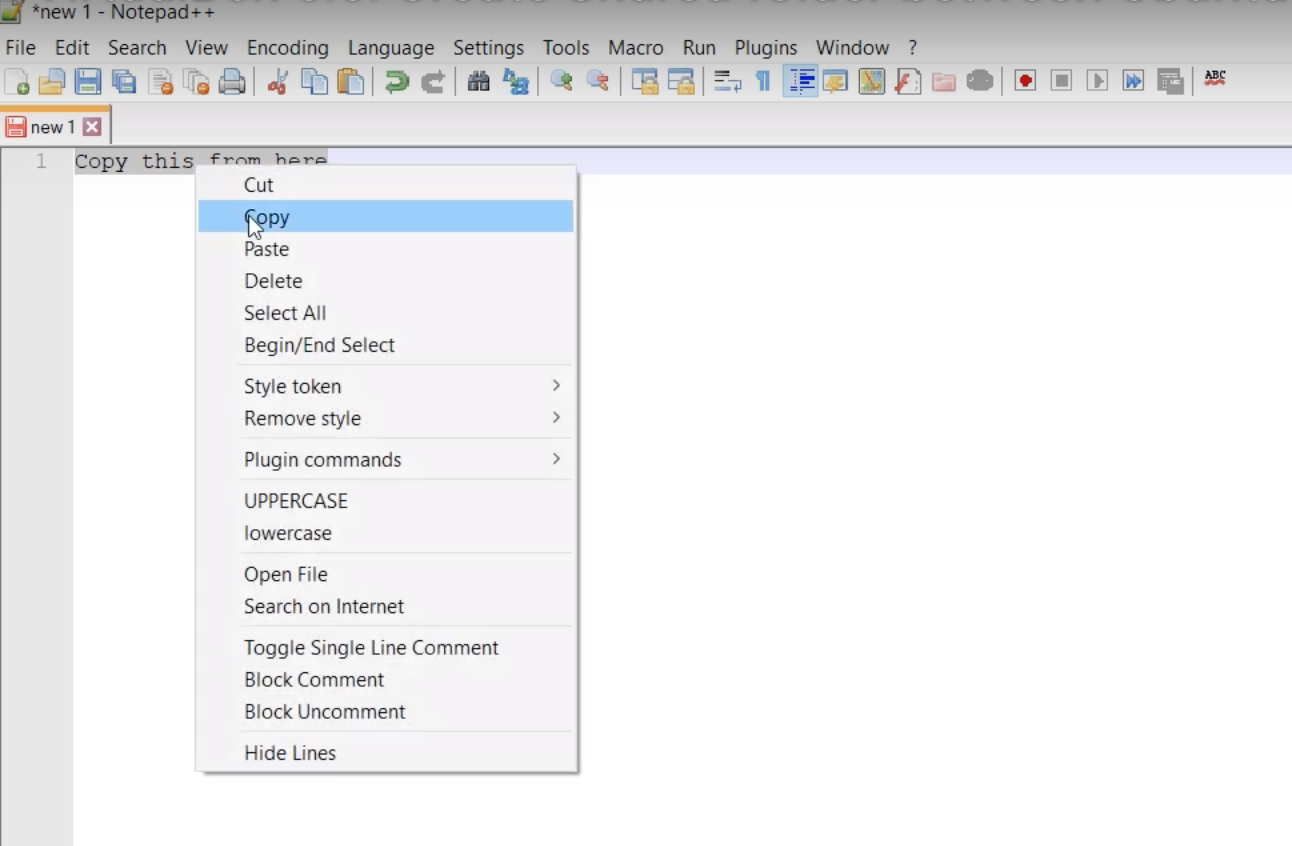 *new 1 - Notepad++
File Edit Search View Encoding Language Settings Tools Macro Run Plugins Window ?
ABC
new 1
1 Copy this from here
Cut
Copy
Paste
Delete
Select All
Begin/End Select
Style token
Remove style
Plugin commands
UPPERCASE
lowercase
Open File
Search on Internet
Toggle Single Line Comment
Block Comment
Block Uncomment
Hide Lines